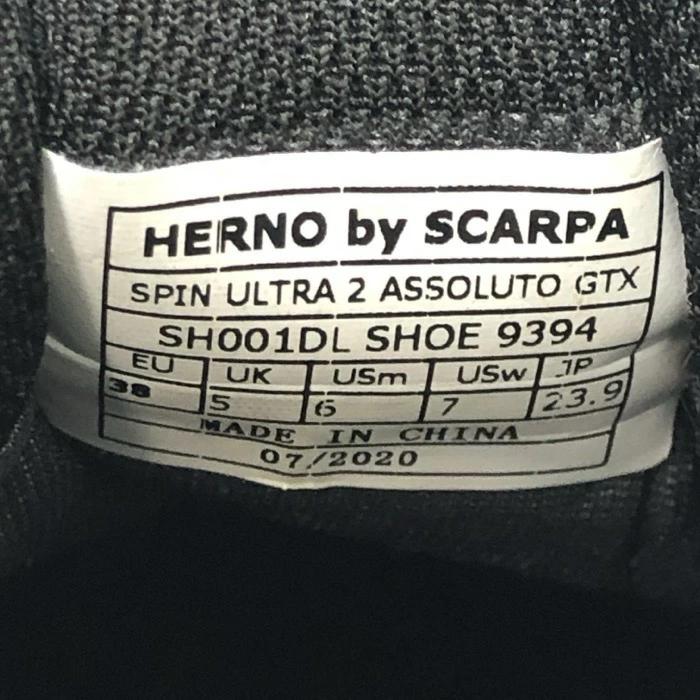 HERNO by SCARPA
SPIN ULTRA 2 ASSOLUTO GTX
SH001DL SHOE 9394
EU UK USm USw JP
38 5 6 7 23.9
MADE IN CHINA
07/2020